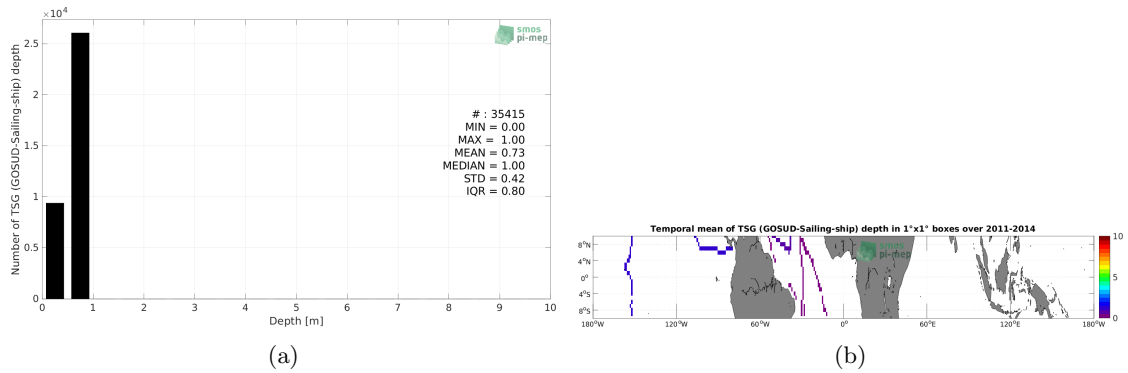 ×10⁴
smos
pi-mep
2.5
2
1.5
1
0.5
0
Number of TSG (GOSUD-Sailing-ship) depth
# : 35415
MIN = 0.00
MAX = 1.00
MEAN = 0.73
MEDIAN = 1.00
STD = 0.42
IQR = 0.80
0 1 2 3 4 5 6 7 8 9 10
Depth [m]
(a)
Temporal mean of TSG (GOSUD-Sailing-ship) depth in 1°x1° boxes over 2011-2014
smos
pi-mep
8°N
4°N
0°
4°S
8°S
180°W 120°W 60°W 0° 60°E 120°E 180°W
10
5
0
(b)